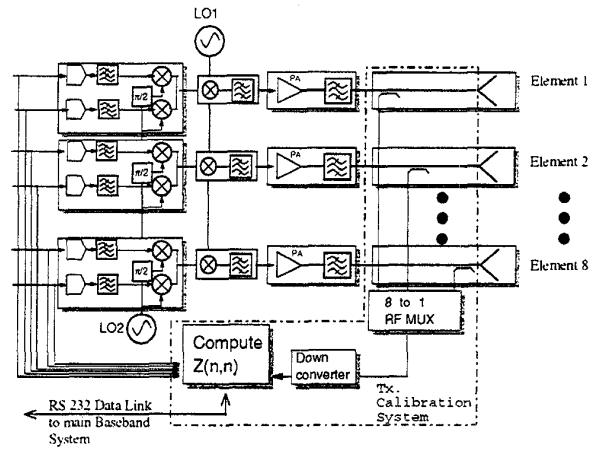 LO1
PA
Element 1
π/2
PA
Element 2
π/2
PA
Element 8
π/2
LO2
8 to 1
RF MUX
Compute
Z(n,n)
Down
converter
Tx.
Calibration
System
RS 232 Data Link
to main Baseband
System